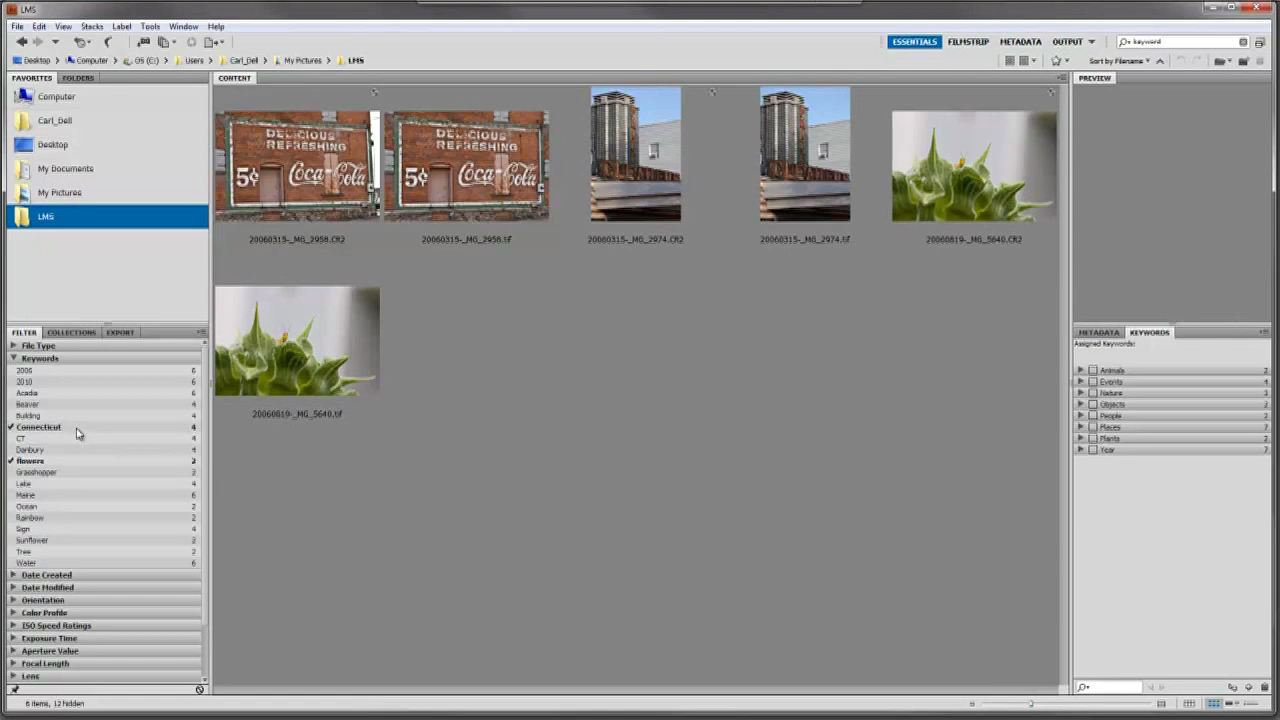 LMS
File Edit View Stacks Label Tools Window Help
ESSENTIALS FILMSTRIP METADATA OUTPUT keyword
Desktop Computer OS (C:) Users Carl_Dell My Pictures LMS Sort by Filename
FAVORITES FOLDERS CONTENT PREVIEW
Computer
Carl_Dell
Desktop
My Documents
My Pictures
LMS
DELICIOUS REFRESHING
5¢ Coca-Cola
DELICIOUS REFRESHING
5¢ Coca-Cola
20060315-_MG_2958.CR2 20060315-_MG_2958.tif 20060315-_MG_2974.CR2 20060315-_MG_2974.tif 20060819-_MG_5640.CR2
20060819-_MG_5640.tif
FILTER COLLECTIONS EXPORT
File Type
Keywords
2006 6
2010 6
Acadia 6
Beaver 4
Building 4
Connecticut 4
CT 4
Danbury 4
flowers 2
Grasshopper 2
Lake 4
Maine 6
Ocean 2
Rainbow 2
Sign 4
Sunflower 2
Tree 2
Water 6
Date Created
Date Modified
Orientation
Color Profile
ISO Speed Ratings
Exposure Time
Aperture Value
Focal Length
Lens
METADATA KEYWORDS
Assigned Keywords:
Animals 2
Events 4
Nature 2
Objects 2
People 2
Places 7
Plants 2
Year 7
6 items, 12 hidden